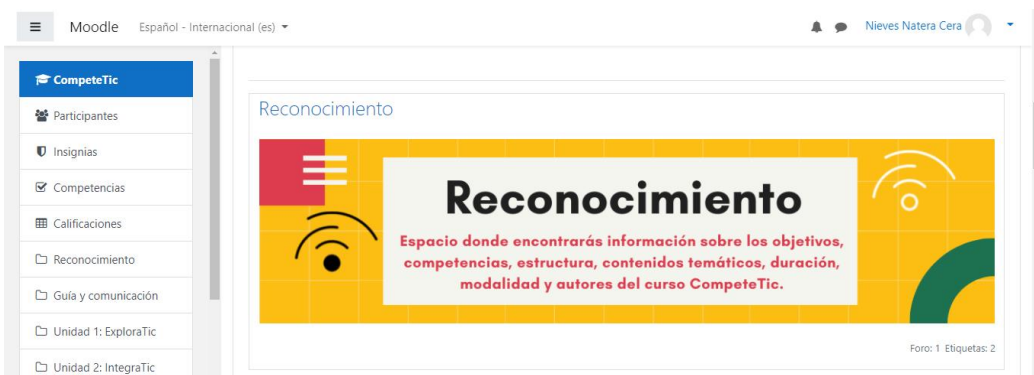 Moodle Español - Internacional (es)
Nieves Natera Cera
CompeteTic
Participantes
Insignias
Competencias
Calificaciones
Reconocimiento
Guía y comunicación
Unidad 1: ExploraTic
Unidad 2: IntegraTic
Reconocimiento
Reconocimiento
Espacio donde encontrarás información sobre los objetivos,
competencias, estructura, contenidos temáticos, duración,
modalidad y autores del curso CompeteTic.
Foro: 1 Etiquetas: 2